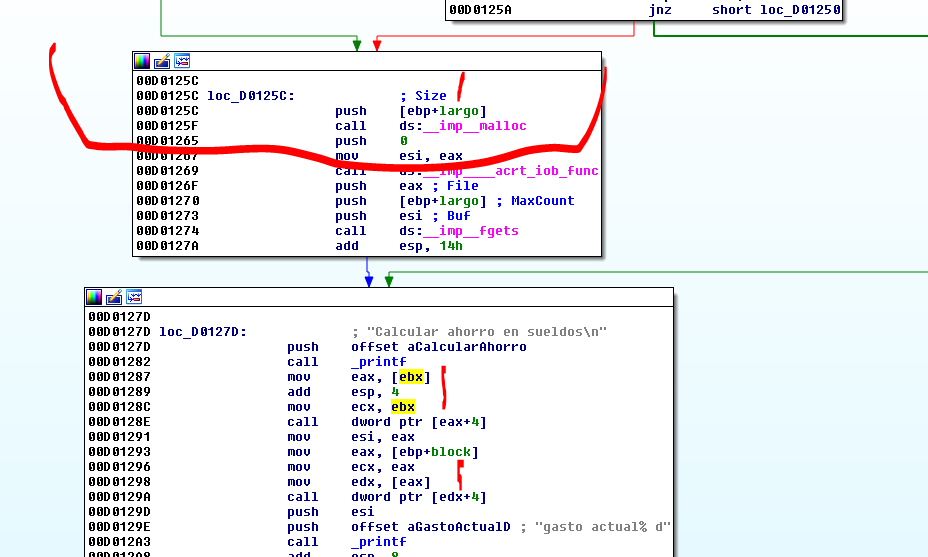 00D0125A jnz short loc_D01250
00D0125C
00D0125C loc_D0125C: ; Size
00D0125C push [ebp+largo]
00D0125F call ds:__imp__malloc
00D01265 push 0
00D01267 mov esi, eax
00D01269 call ds:__imp____acrt_iob_func
00D0126F push eax ; File
00D01270 push [ebp+largo] ; MaxCount
00D01273 push esi ; Buf
00D01274 call ds:__imp__fgets
00D0127A add esp, 14h
00D0127D
00D0127D loc_D0127D: ; "Calcular ahorro en sueldos\n"
00D0127D push offset aCalcularAhorro
00D01282 call _printf
00D01287 mov eax, [ebx]
00D01289 add esp, 4
00D0128C mov ecx, ebx
00D0128E call dword ptr [eax+4]
00D01291 mov esi, eax
00D01293 mov eax, [ebp+block]
00D01296 mov ecx, eax
00D01298 mov edx, [eax]
00D0129A call dword ptr [edx+4]
00D0129D push esi
00D0129E push offset aGastoActualD ; "gasto actual% d"
00D012A3 call _printf
00D012A8 add esp, 8